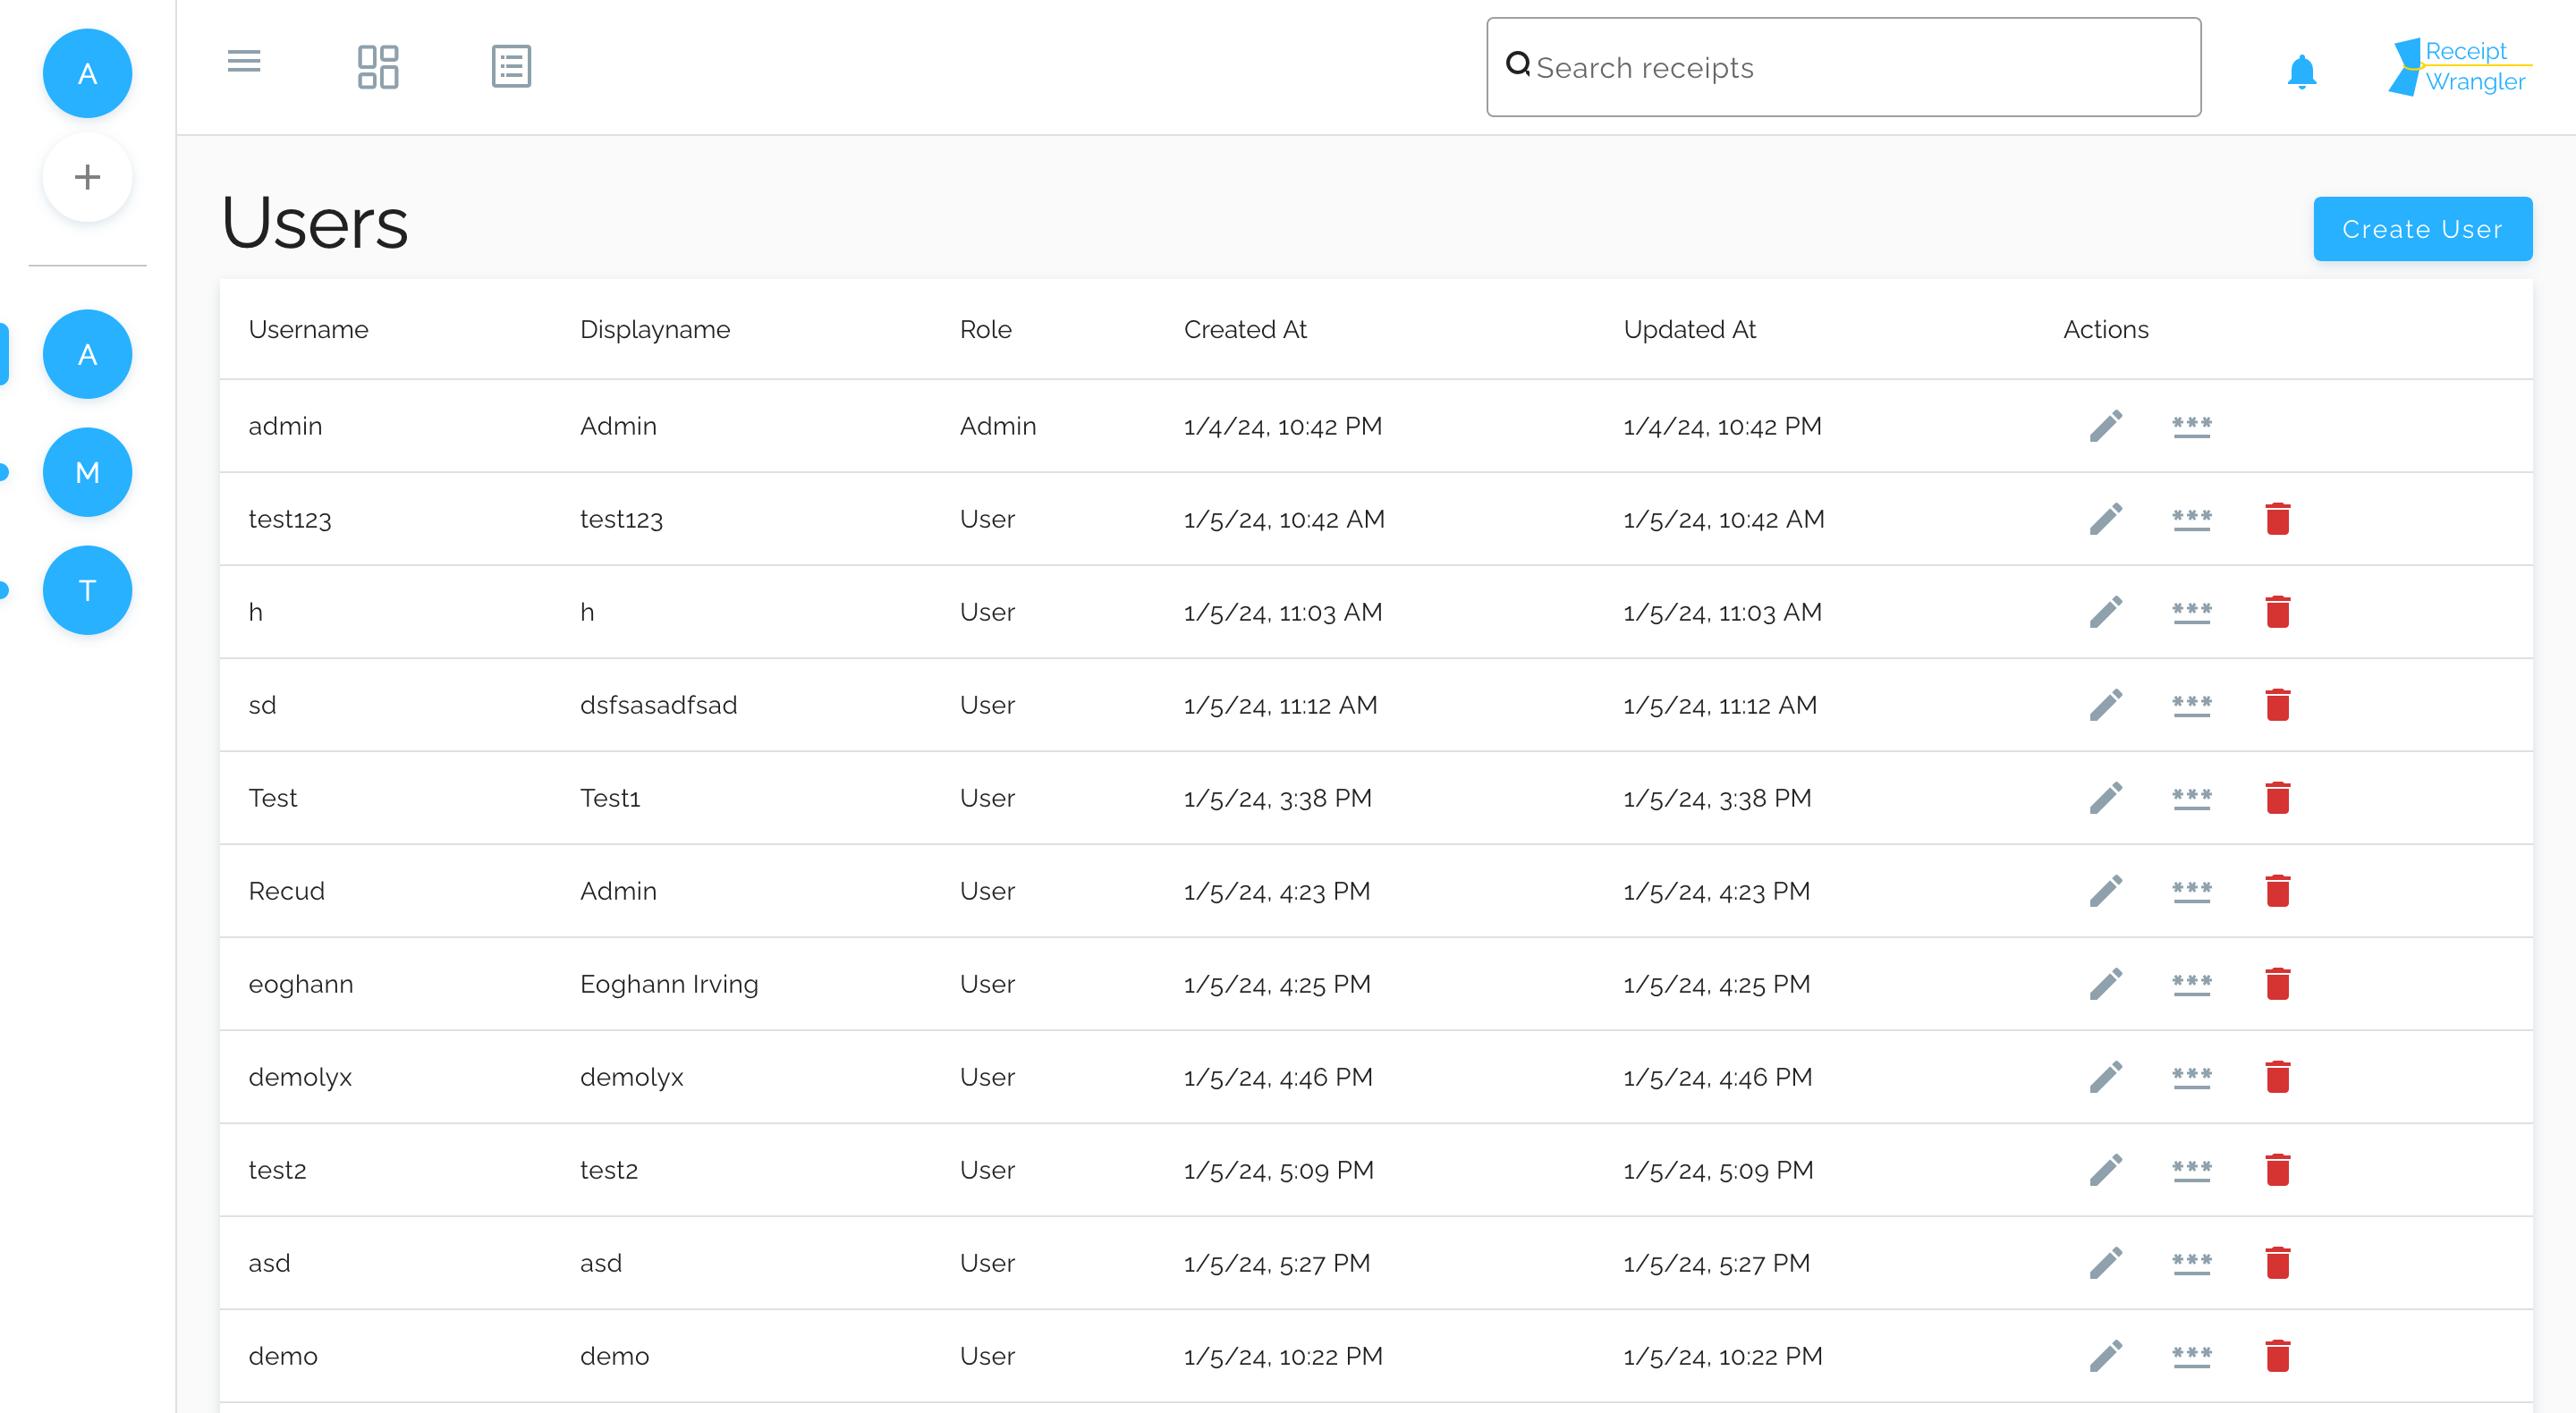 A
Search receipts
Receipt
Wrangler
Users
Create User
A
M
T
Username Displayname Role Created At Updated At Actions
admin Admin Admin 1/4/24, 10:42 PM 1/4/24, 10:42 PM
test123 test123 User 1/5/24, 10:42 AM 1/5/24, 10:42 AM
h h User 1/5/24, 11:03 AM 1/5/24, 11:03 AM
sd dsfsasadfsad User 1/5/24, 11:12 AM 1/5/24, 11:12 AM
Test Test1 User 1/5/24, 3:38 PM 1/5/24, 3:38 PM
Recud Admin User 1/5/24, 4:23 PM 1/5/24, 4:23 PM
eoghann Eoghann Irving User 1/5/24, 4:25 PM 1/5/24, 4:25 PM
demolyx demolyx User 1/5/24, 4:46 PM 1/5/24, 4:46 PM
test2 test2 User 1/5/24, 5:09 PM 1/5/24, 5:09 PM
asd asd User 1/5/24, 5:27 PM 1/5/24, 5:27 PM
demo demo User 1/5/24, 10:22 PM 1/5/24, 10:22 PM